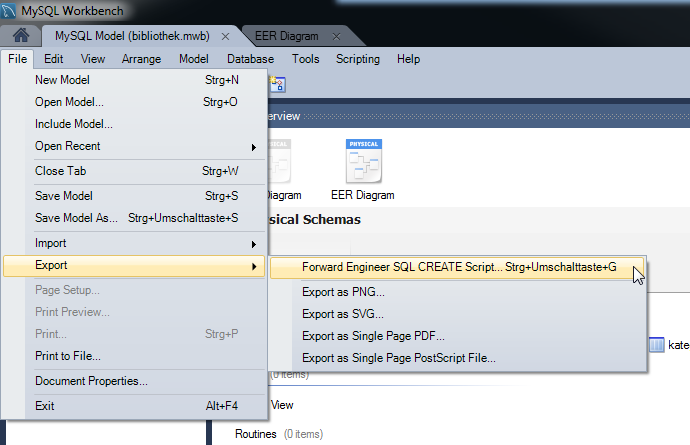 MySQL Workbench
MySQL Model (bibliothek.mwb) × EER Diagram ×
File Edit View Arrange Model Database Tools Scripting Help
New Model Strg+N
Open Model... Strg+O
Include Model...
Open Recent
Close Tab Strg+W
Save Model Strg+S
Save Model As... Strg+Umschalttaste+S
Import
Export
Page Setup...
Print Preview...
Print... Strg+P
Print to File...
Document Properties...
Exit Alt+F4
Forward Engineer SQL CREATE Script... Strg+Umschalttaste+G
Export as PNG...
Export as SVG...
Export as Single Page PDF...
Export as Single Page PostScript File...
erview
PHYSICAL
Diagram
EER Diagram
sical Schemas
kate
(0 items)
View
Routines (0 items)